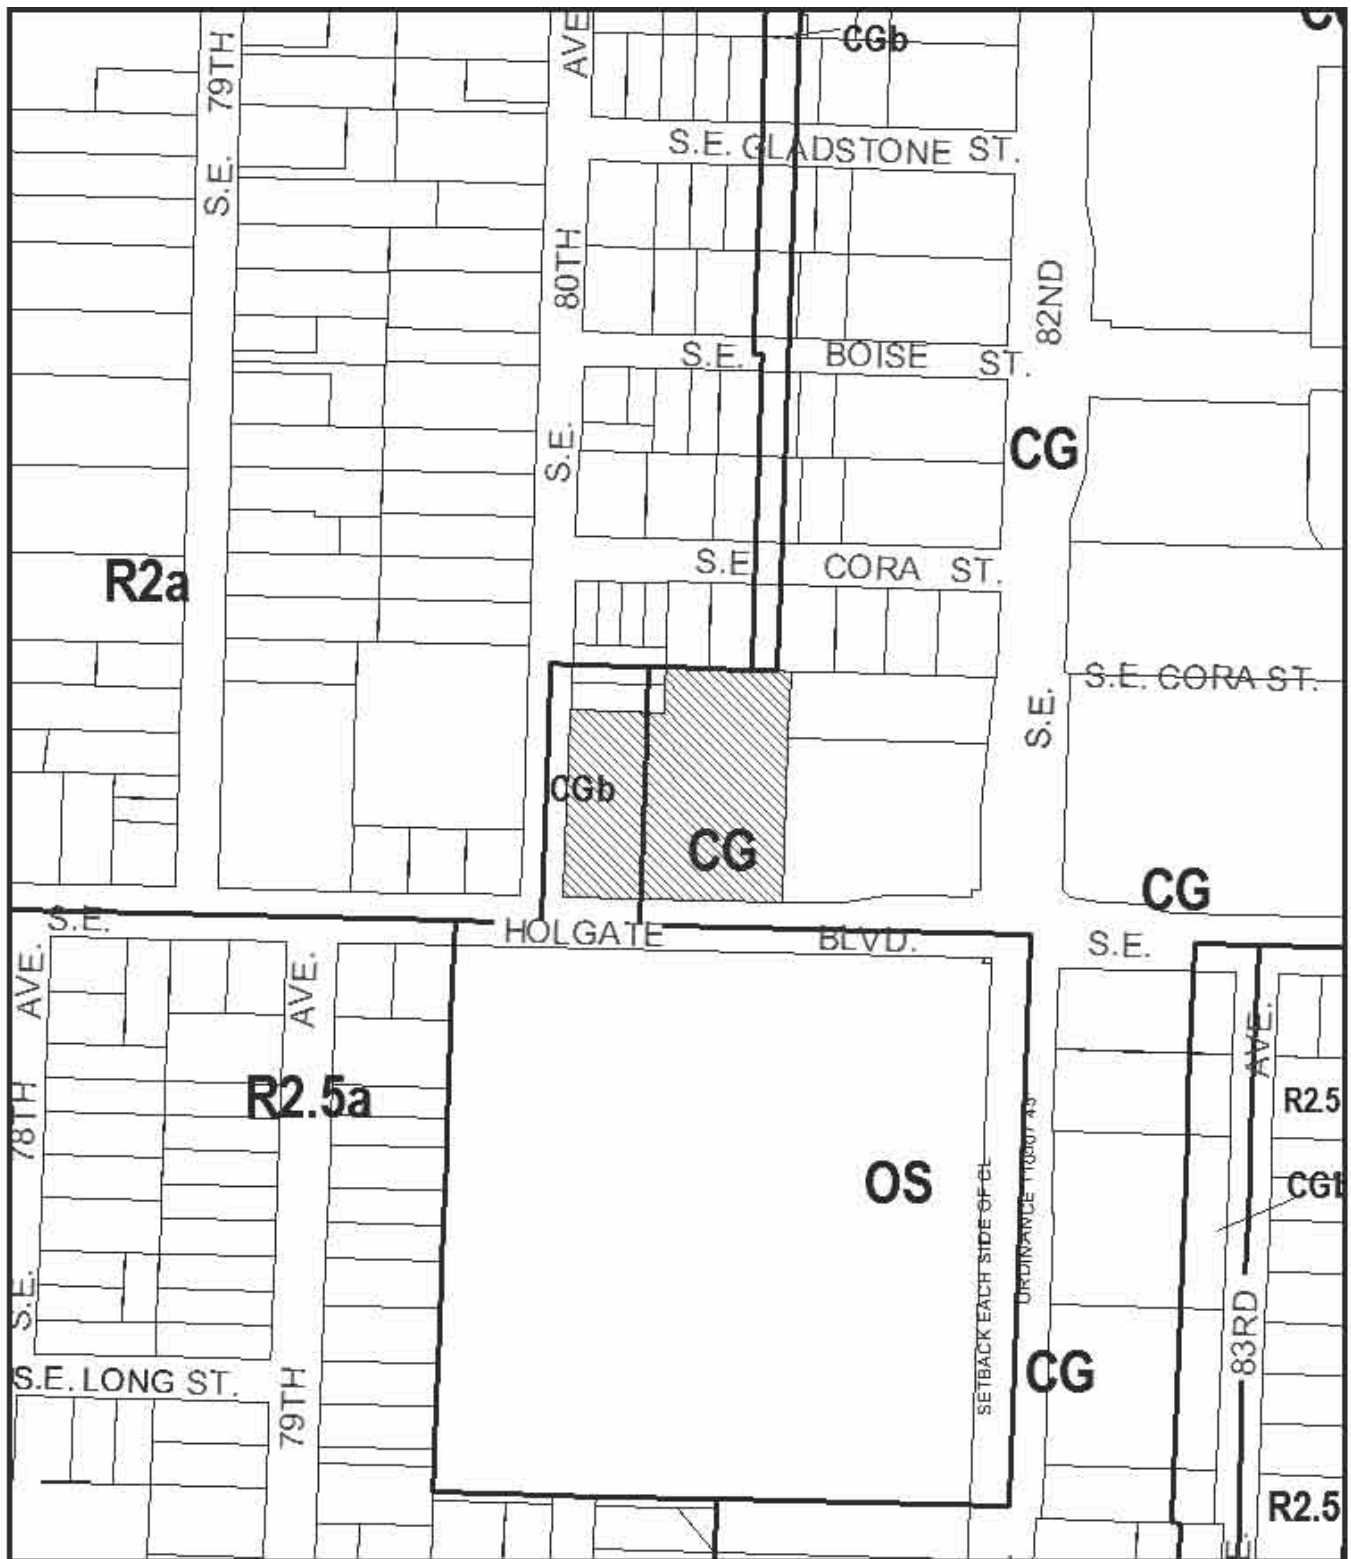 79TH
S.E.
AVE
CGb
S.E. GLADSTONE ST.
80TH
S.E.
82ND
S.E. BOISE ST.
CG
S.E. CORA ST.
R2a
S.E. CORA ST.
S.E.
CGb
CG
CG
S.E. HOLGATE BLVD. S.E.
AVE.
78TH
S.E.
AVE.
79TH
R2.5a
OS
SETBACK EACH SIDE OF CL
ORDINANCE
AVE.
83RD
R2.5
CG
S.E. LONG ST.
R2.5